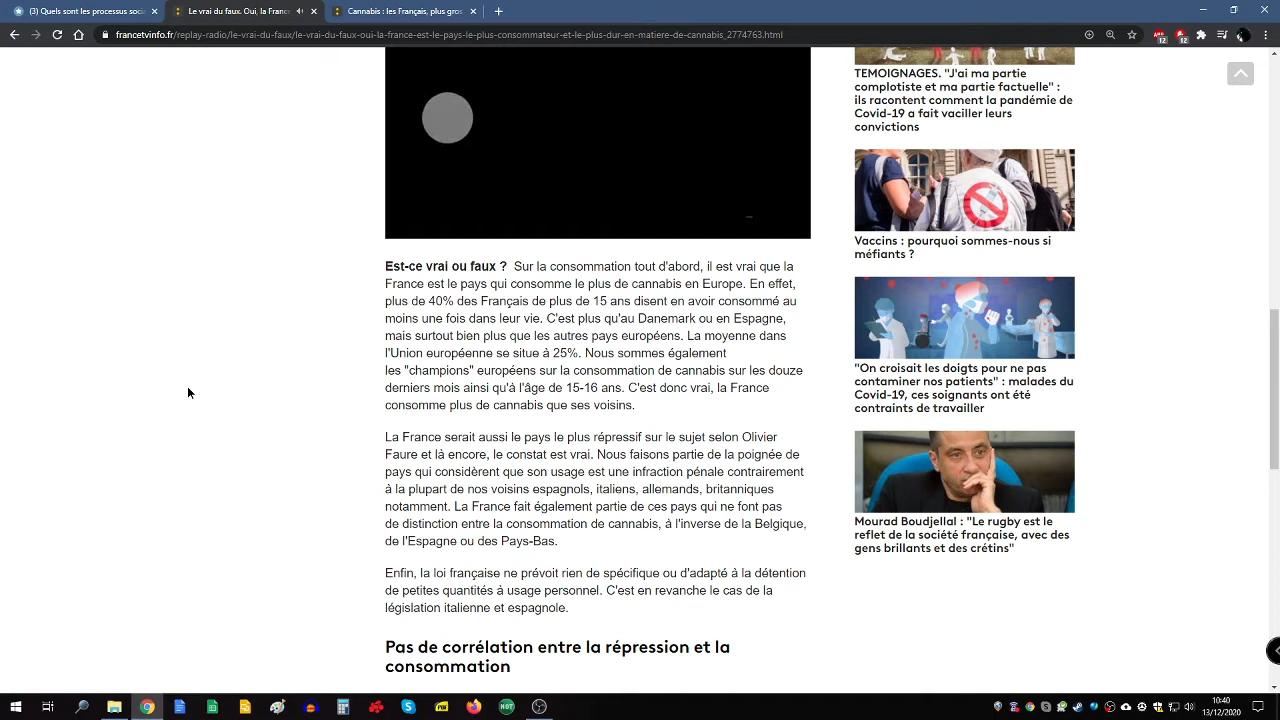 (3) Quels sont les processus socia
Le vrai du faux. Oui, la France
Cannabis : les Français, plus gros
francetvinfo.fr/replay-radio/le-vrai-du-faux/le-vrai-du-faux-oui-la-france-est-le-pays-le-plus-consommateur-et-le-plus-dur-en-matiere-de-cannabis_2774763.html
12
12
Est-ce vrai ou faux ? Sur la consommation tout d'abord, il est vrai que la
France est le pays qui consomme le plus de cannabis en Europe. En effet,
plus de 40% des Français de plus de 15 ans disent en avoir consommé au
moins une fois dans leur vie. C'est plus qu'au Danemark ou en Espagne,
mais surtout bien plus que les autres pays européens. La moyenne dans
l'Union européenne se situe à 25%. Nous sommes également
les "champions" européens sur la consommation de cannabis sur les douze
derniers mois ainsi qu'à l'âge de 15-16 ans. C'est donc vrai, la France
consomme plus de cannabis que ses voisins.
La France serait aussi le pays le plus répressif sur le sujet selon Olivier
Faure et là encore, le constat est vrai. Nous faisons partie de la poignée de
pays qui considèrent que son usage est une infraction pénale contrairement
à la plupart de nos voisins espagnols, italiens, allemands, britanniques
notamment. La France fait également partie de ces pays qui ne font pas
de distinction entre la consommation de cannabis, à l'inverse de la Belgique,
de l'Espagne ou des Pays-Bas.
Enfin, la loi française ne prévoit rien de spécifique ou d'adapté à la détention
de petites quantités à usage personnel. C'est en revanche le cas de la
législation italienne et espagnole.
Pas de corrélation entre la répression et la
consommation
TEMOIGNAGES. "J'ai ma partie
complotiste et ma partie factuelle" :
ils racontent comment la pandémie de
Covid-19 a fait vaciller leurs
convictions
Vaccins : pourquoi sommes-nous si
méfiants ?
"On croisait les doigts pour ne pas
contaminer nos patients" : malades du
Covid-19, ces soignants ont été
contraints de travailler
Mourad Boudjellal : "Le rugby est le
reflet de la société française, avec des
gens brillants et des crétins"
10:40
13/12/2020